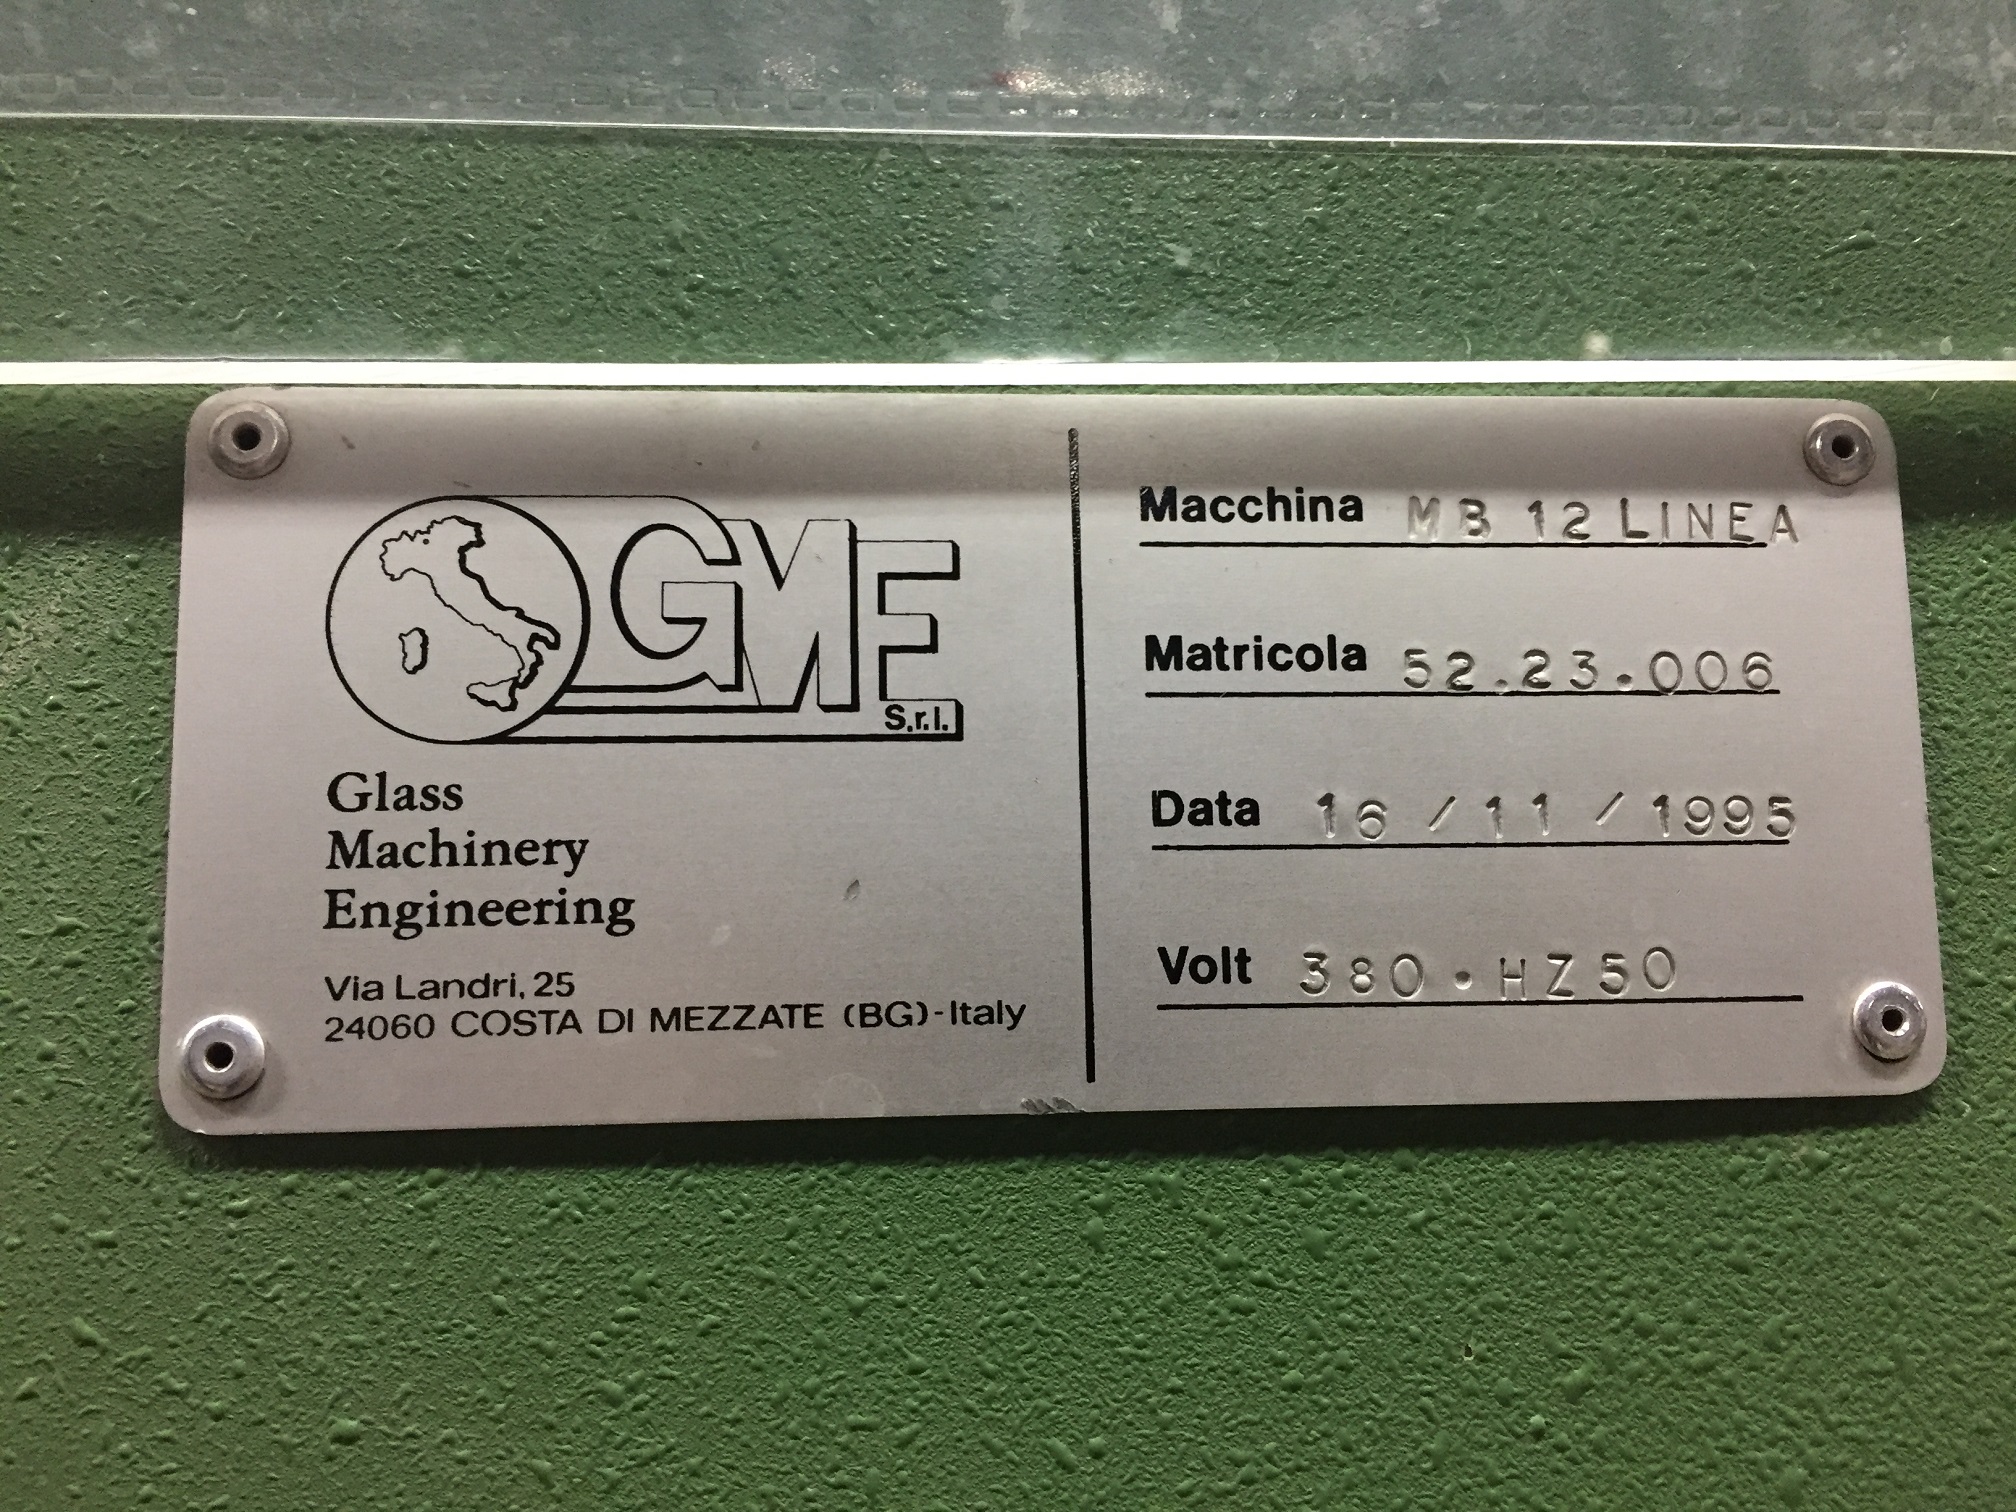 GME
S.r.l.
Glass
Machinery
Engineering
Via Landri, 25
24060 COSTA DI MEZZATE (BG)-Italy
Macchina MB 12 LINEA
Matricola 52.23.006
Data 16/11/1995
Volt 380 · HZ50